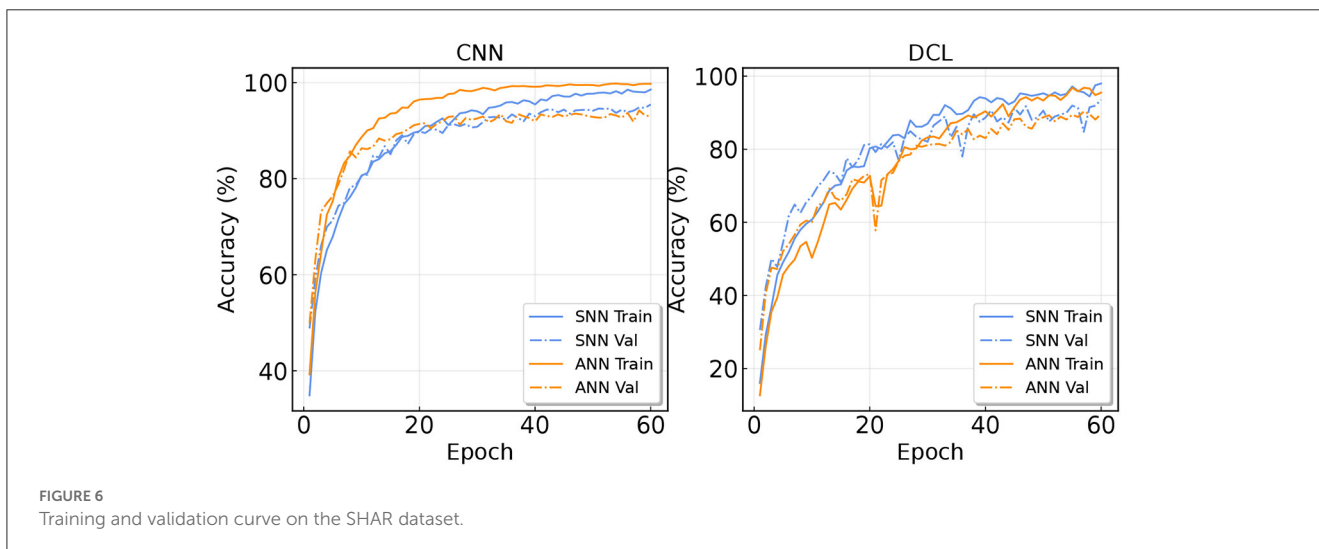 CNN
100
80
60
40
0
20
40
60
Accuracy (%)
Epoch
SNN Train
SNN Val
ANN Train
ANN Val
DCL
100
80
60
40
20
0
20
40
60
Accuracy (%)
Epoch
SNN Train
SNN Val
ANN Train
ANN Val
FIGURE 6
Training and validation curve on the SHAR dataset.